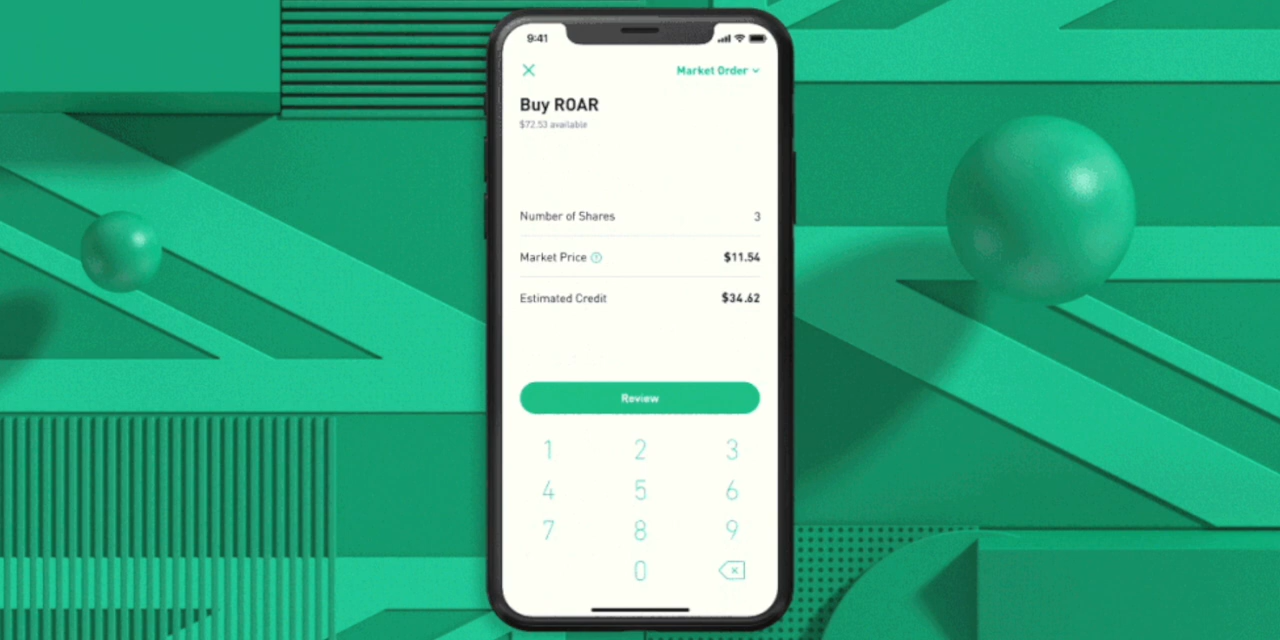 9:41
Market Order
Buy ROAR
$72.53 available
Number of Shares 3
Market Price ? $11.54
Estimated Credit $34.62
Review
1 2 3
4 5 6
7 8 9
0